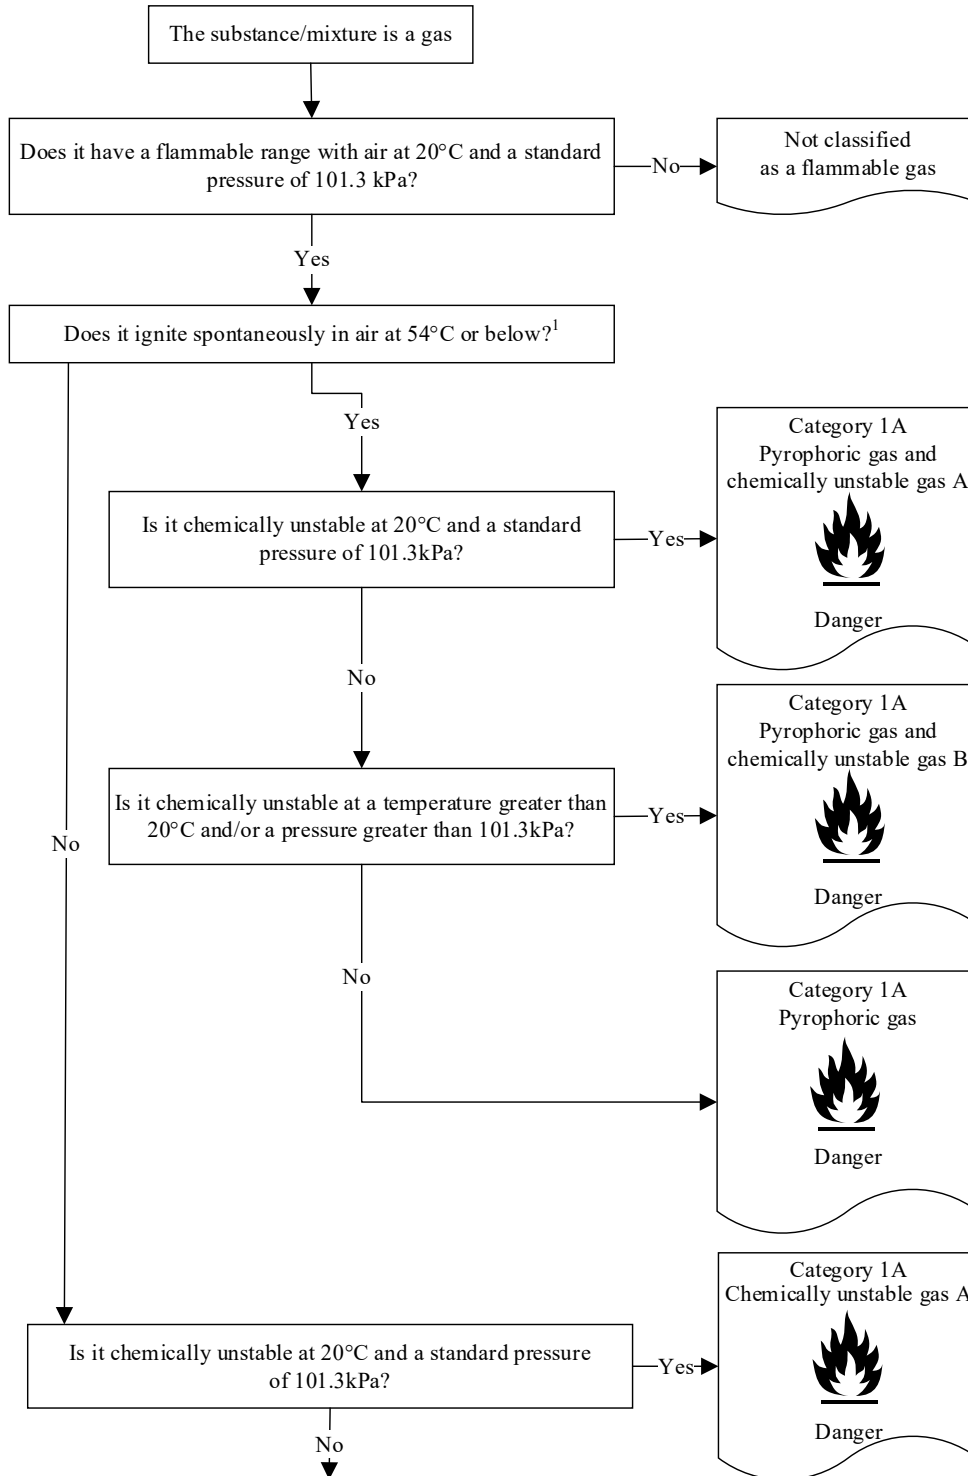 The substance/mixture is a gas
Does it have a flammable range with air at 20°C and a standard
pressure of 101.3 kPa?
No
Not classified
as a flammable gas
Yes
Does it ignite spontaneously in air at 54°C or below?1
Yes
Category 1A
Pyrophoric gas and
chemically unstable gas A
Danger
Is it chemically unstable at 20°C and a standard
pressure of 101.3kPa?
Yes
No
Category 1A
Pyrophoric gas and
chemically unstable gas B
Danger
Is it chemically unstable at a temperature greater than
20°C and/or a pressure greater than 101.3kPa?
Yes
No
No
Category 1A
Pyrophoric gas
Danger
Category 1A
Chemically unstable gas A
Danger
Is it chemically unstable at 20°C and a standard pressure
of 101.3kPa?
Yes
No